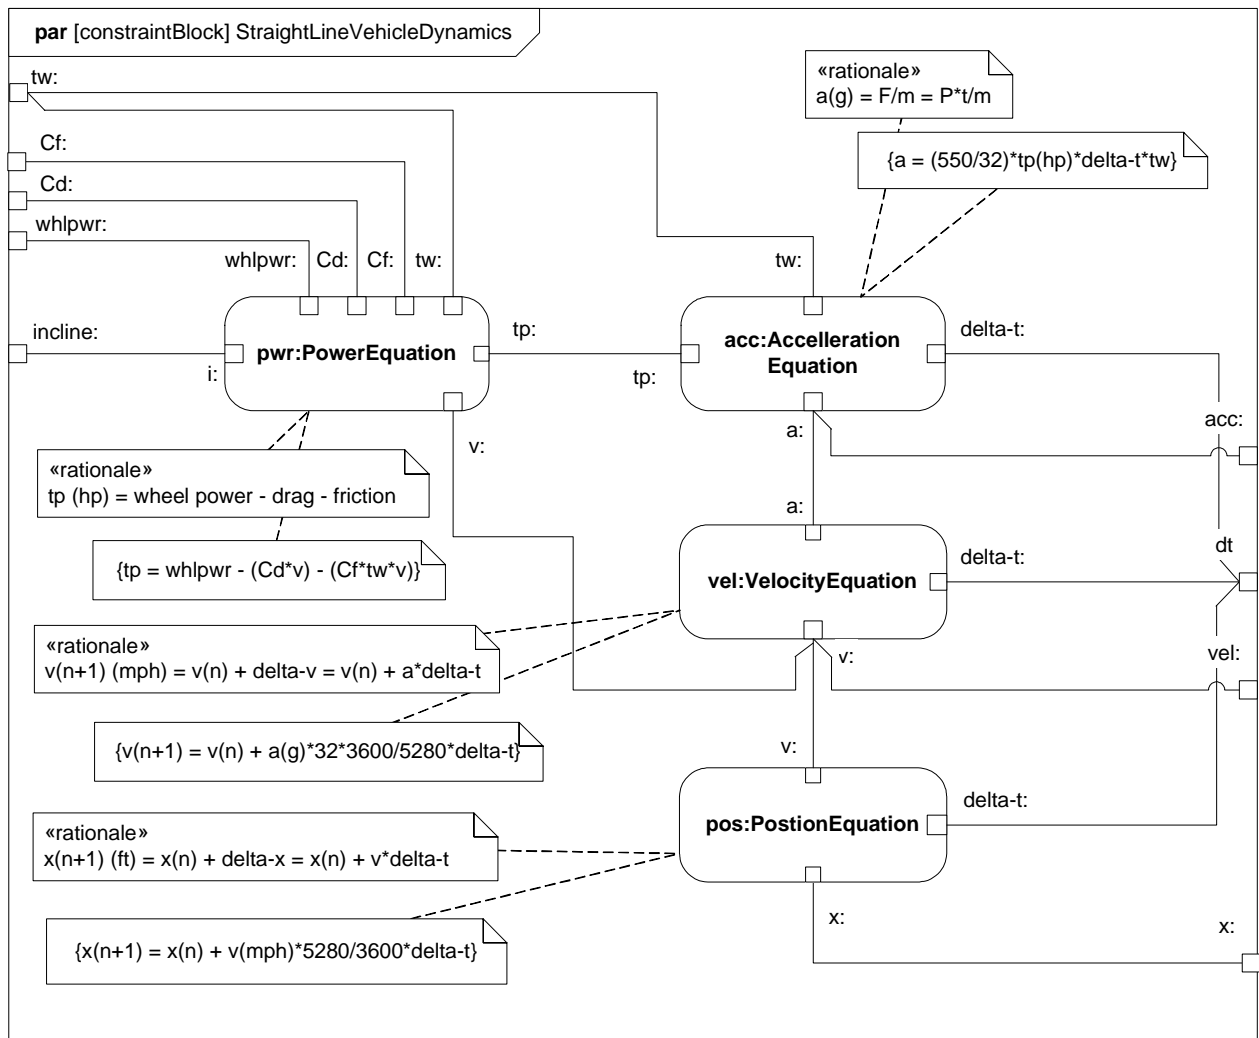 par [constraintBlock] StraightLineVehicleDynamics
tw:
«rationale»
a(g) = F/m = P*t/m
Cf:
{a = (550/32)*tp(hp)*delta-t*tw}
Cd:
whlpwr:
whlpwr:
Cd:
Cf:
tw:
tw:
incline:
i:
pwr:PowerEquation
tp:
tp:
acc:Accelleration
Equation
delta-t:
v:
a:
acc:
«rationale»
tp (hp) = wheel power - drag - friction
a:
{tp = whlpwr - (Cd*v) - (Cf*tw*v)}
vel:VelocityEquation
delta-t:
dt
«rationale»
v(n+1) (mph) = v(n) + delta-v = v(n) + a*delta-t
v:
vel:
{v(n+1) = v(n) + a(g)*32*3600/5280*delta-t}
v:
«rationale»
x(n+1) (ft) = x(n) + delta-x = x(n) + v*delta-t
pos:PostionEquation
delta-t:
{x(n+1) = x(n) + v(mph)*5280/3600*delta-t}
x:
x: